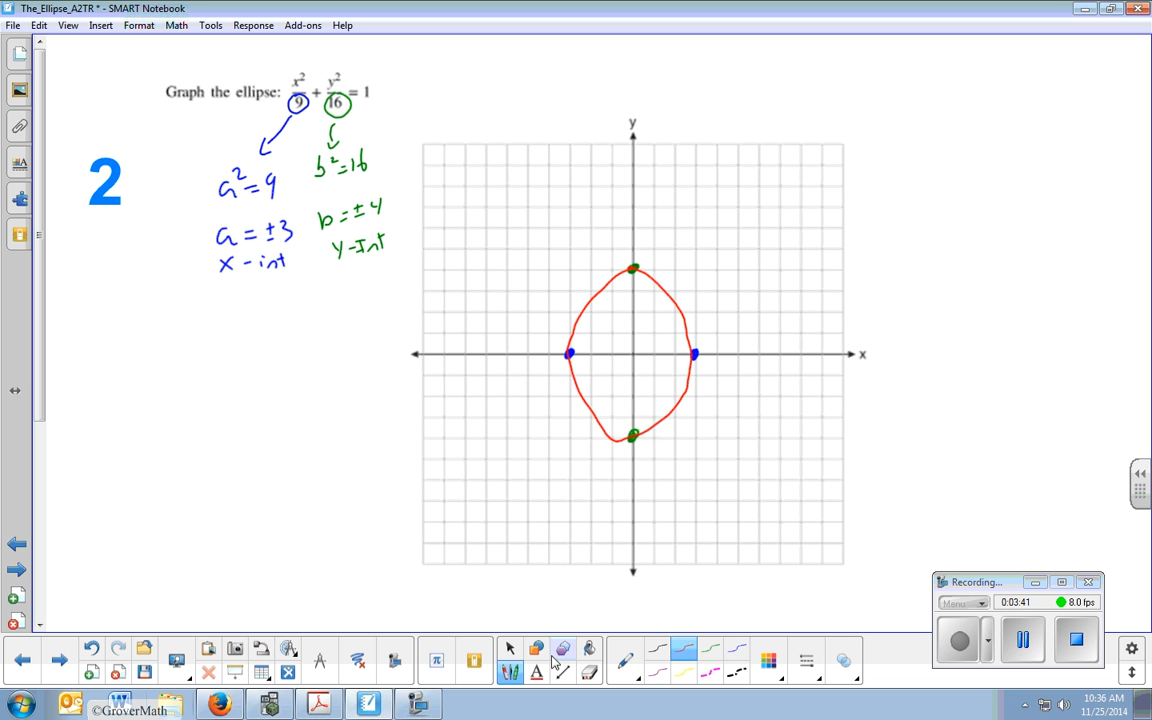 The_Ellipse_A2TR * - SMART Notebook
File Edit View Insert Format Math Tools Response Add-ons Help
Graph the ellipse: x²/9 + y²/16 = 1
2
a² = 9
b² = 16
a = ±3
b = ±4
x - int
y - Int
y
x
Recording...
Menu
0:03:41
8.0 fps
π
A
©GroverMath
10:36 AM
11/25/2014